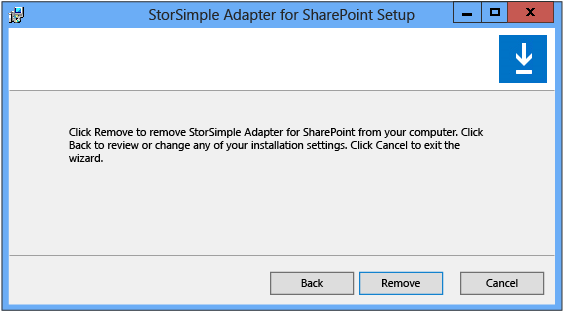 StorSimple Adapter for SharePoint Setup
Click Remove to remove StorSimple Adapter for SharePoint from your computer. Click
Back to review or change any of your installation settings. Click Cancel to exit the
wizard.
Back
Remove
Cancel